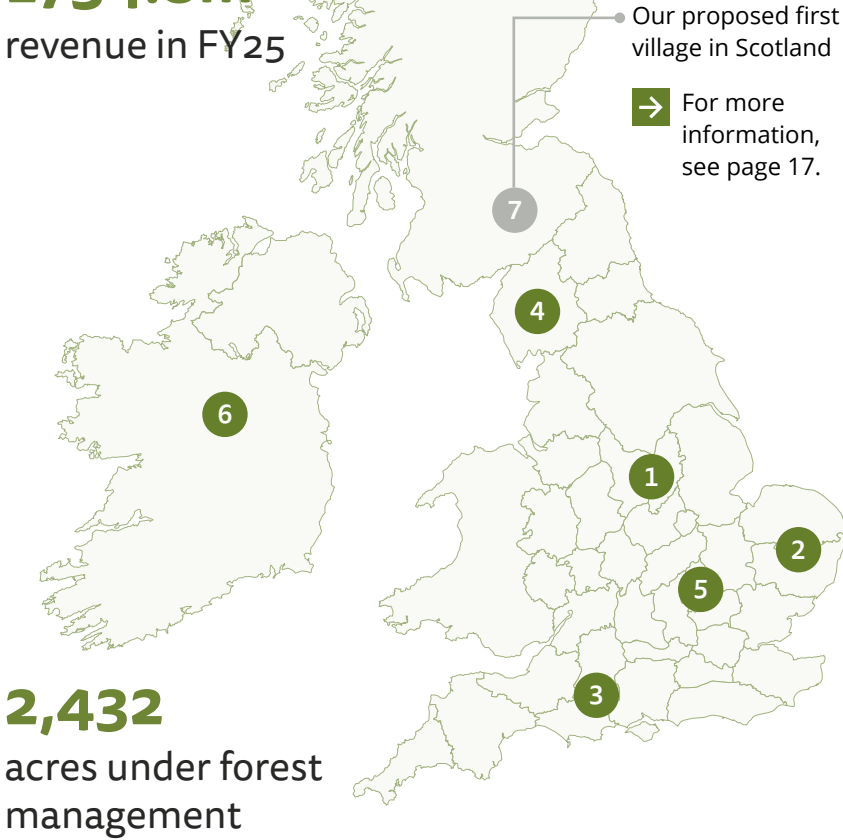 revenue in FY25
Our proposed first
village in Scotland
For more
information,
see page 17.
7
4
6
1
2
5
3
2,432
acres under forest
management